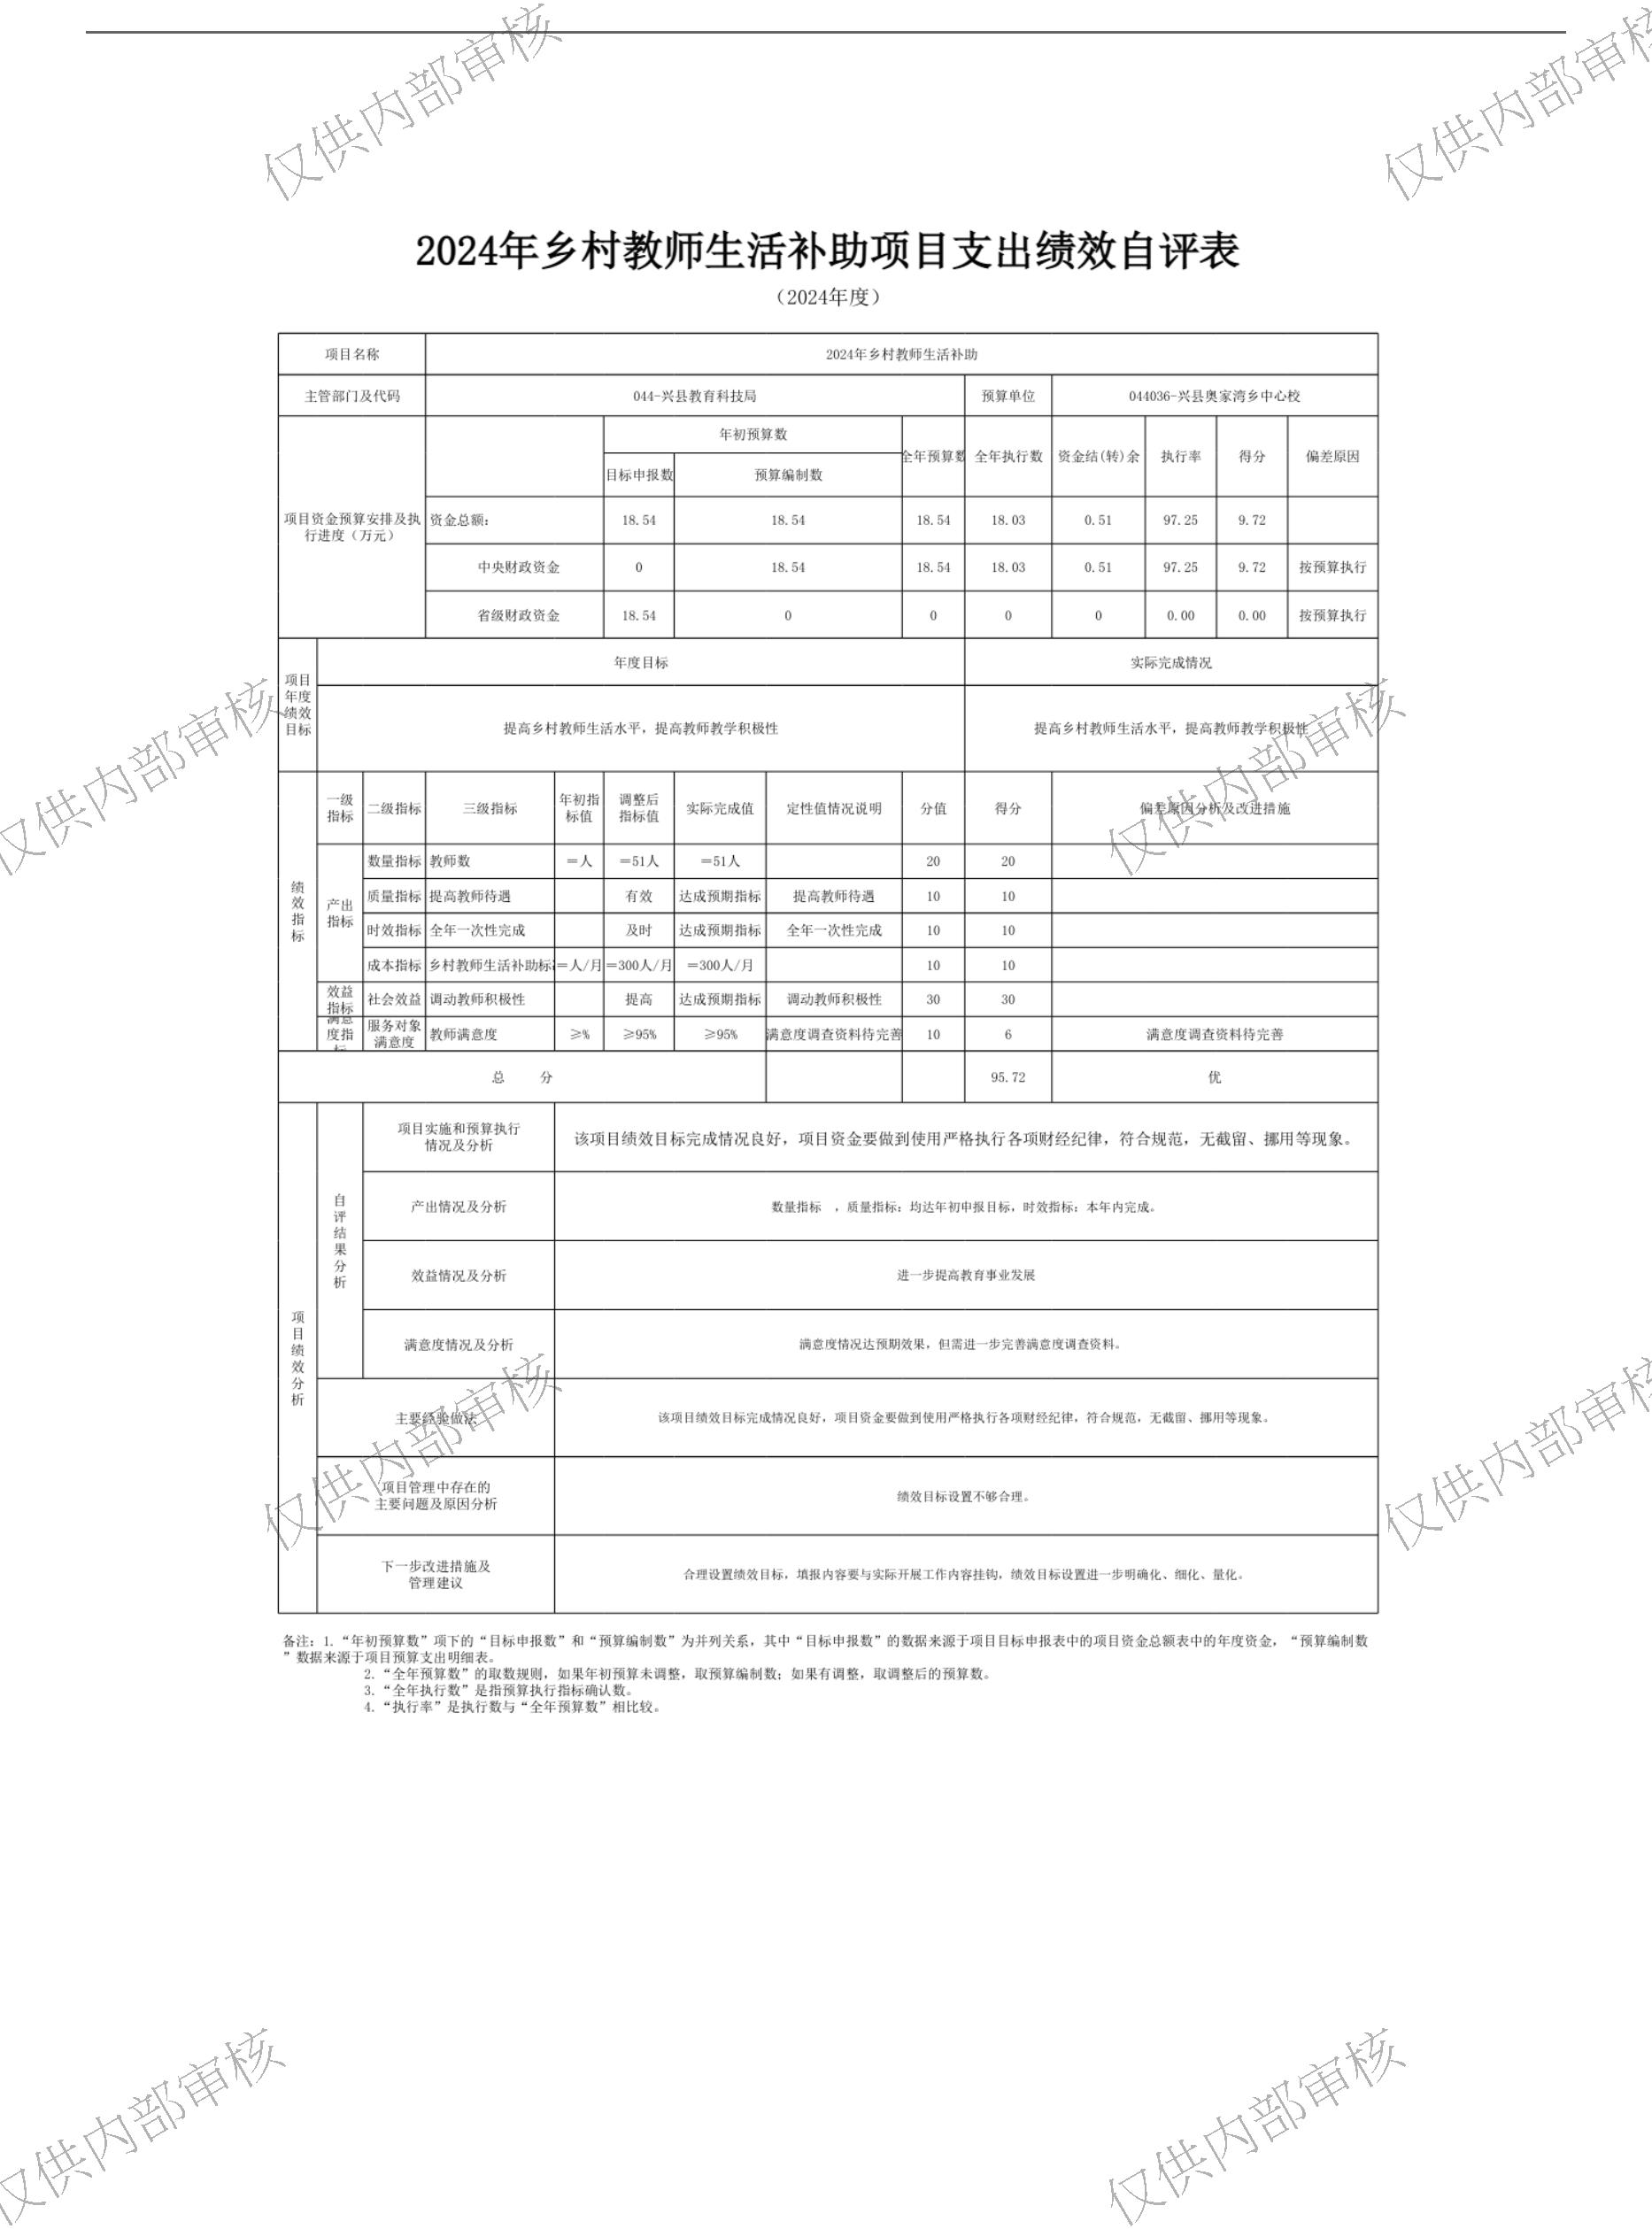 仅供内部审核
仅供内部审核
2024年乡村教师生活补助项目支出绩效自评表
（2024年度）
项目名称 2024年乡村教师生活补助
主管部门及代码 044-兴县教育科技局 预算单位 044036-兴县奥家湾乡中心校
项目资金预算安排及执
行进度（万元）
年初预算数 全年预算数 全年执行数 资金结(转)余 执行率 得分 偏差原因
目标申报数 预算编制数
资金总额： 18.54 18.54 18.54 18.03 0.51 97.25 9.72
中央财政资金 0 18.54 18.54 18.03 0.51 97.25 9.72 按预算执行
省级财政资金 18.54 0 0 0 0 0.00 0.00 按预算执行
项目
年度
绩效
目标
年度目标 实际完成情况
提高乡村教师生活水平，提高教师教学积极性 提高乡村教师生活水平，提高教师教学积极性
仅供内部审核
仅供内部审核
绩
效
指
标
一级
指标
二级指标 三级指标
年初指
标值
调整后
指标值
实际完成值 定性值情况说明 分值 得分 偏差原因分析及改进措施
产出
指标
数量指标 教师数 ＝人 ＝51人 ＝51人 20 20
质量指标 提高教师待遇 有效 达成预期指标 提高教师待遇 10 10
时效指标 全年一次性完成 及时 达成预期指标 全年一次性完成 10 10
成本指标 乡村教师生活补助标 ＝人/月 ＝300人/月 ＝300人/月 10 10
效益
指标
社会效益 调动教师积极性 提高 达成预期指标 调动教师积极性 30 30
满意
度指
标
服务对象
满意度
教师满意度 ≥% ≥95% ≥95% 满意度调查资料待完善 10 6 满意度调查资料待完善
总 分 95.72 优
项
目
绩
效
分
析
自
评
结
果
分
析
项目实施和预算执行
情况及分析
该项目绩效目标完成情况良好，项目资金要做到使用严格执行各项财经纪律，符合规范，无截留、挪用等现象。
产出情况及分析 数量指标 ，质量指标：均达年初申报目标，时效指标：本年内完成。
效益情况及分析 进一步提高教育事业发展
满意度情况及分析 满意度情况达预期效果，但需进一步完善满意度调查资料。
主要经验做法 该项目绩效目标完成情况良好，项目资金要做到使用严格执行各项财经纪律，符合规范，无截留、挪用等现象。
项目管理中存在的
主要问题及原因分析
绩效目标设置不够合理。
下一步改进措施及
管理建议
合理设置绩效目标，填报内容要与实际开展工作内容挂钩，绩效目标设置进一步明确化、细化、量化。
仅供内部审核
仅供内部审核
备注：1.“年初预算数”项下的“目标申报数”和“预算编制数”为并列关系，其中“目标申报数”的数据来源于项目目标申报表中的项目资金总额表中的年度资金，“预算编制数
”数据来源于项目预算支出明细表。
2.“全年预算数”的取数规则，如果年初预算未调整，取预算编制数；如果有调整，取调整后的预算数。
3.“全年执行数”是指预算执行指标确认数。
4.“执行率”是执行数与“全年预算数”相比较。
仅供内部审核
仅供内部审核